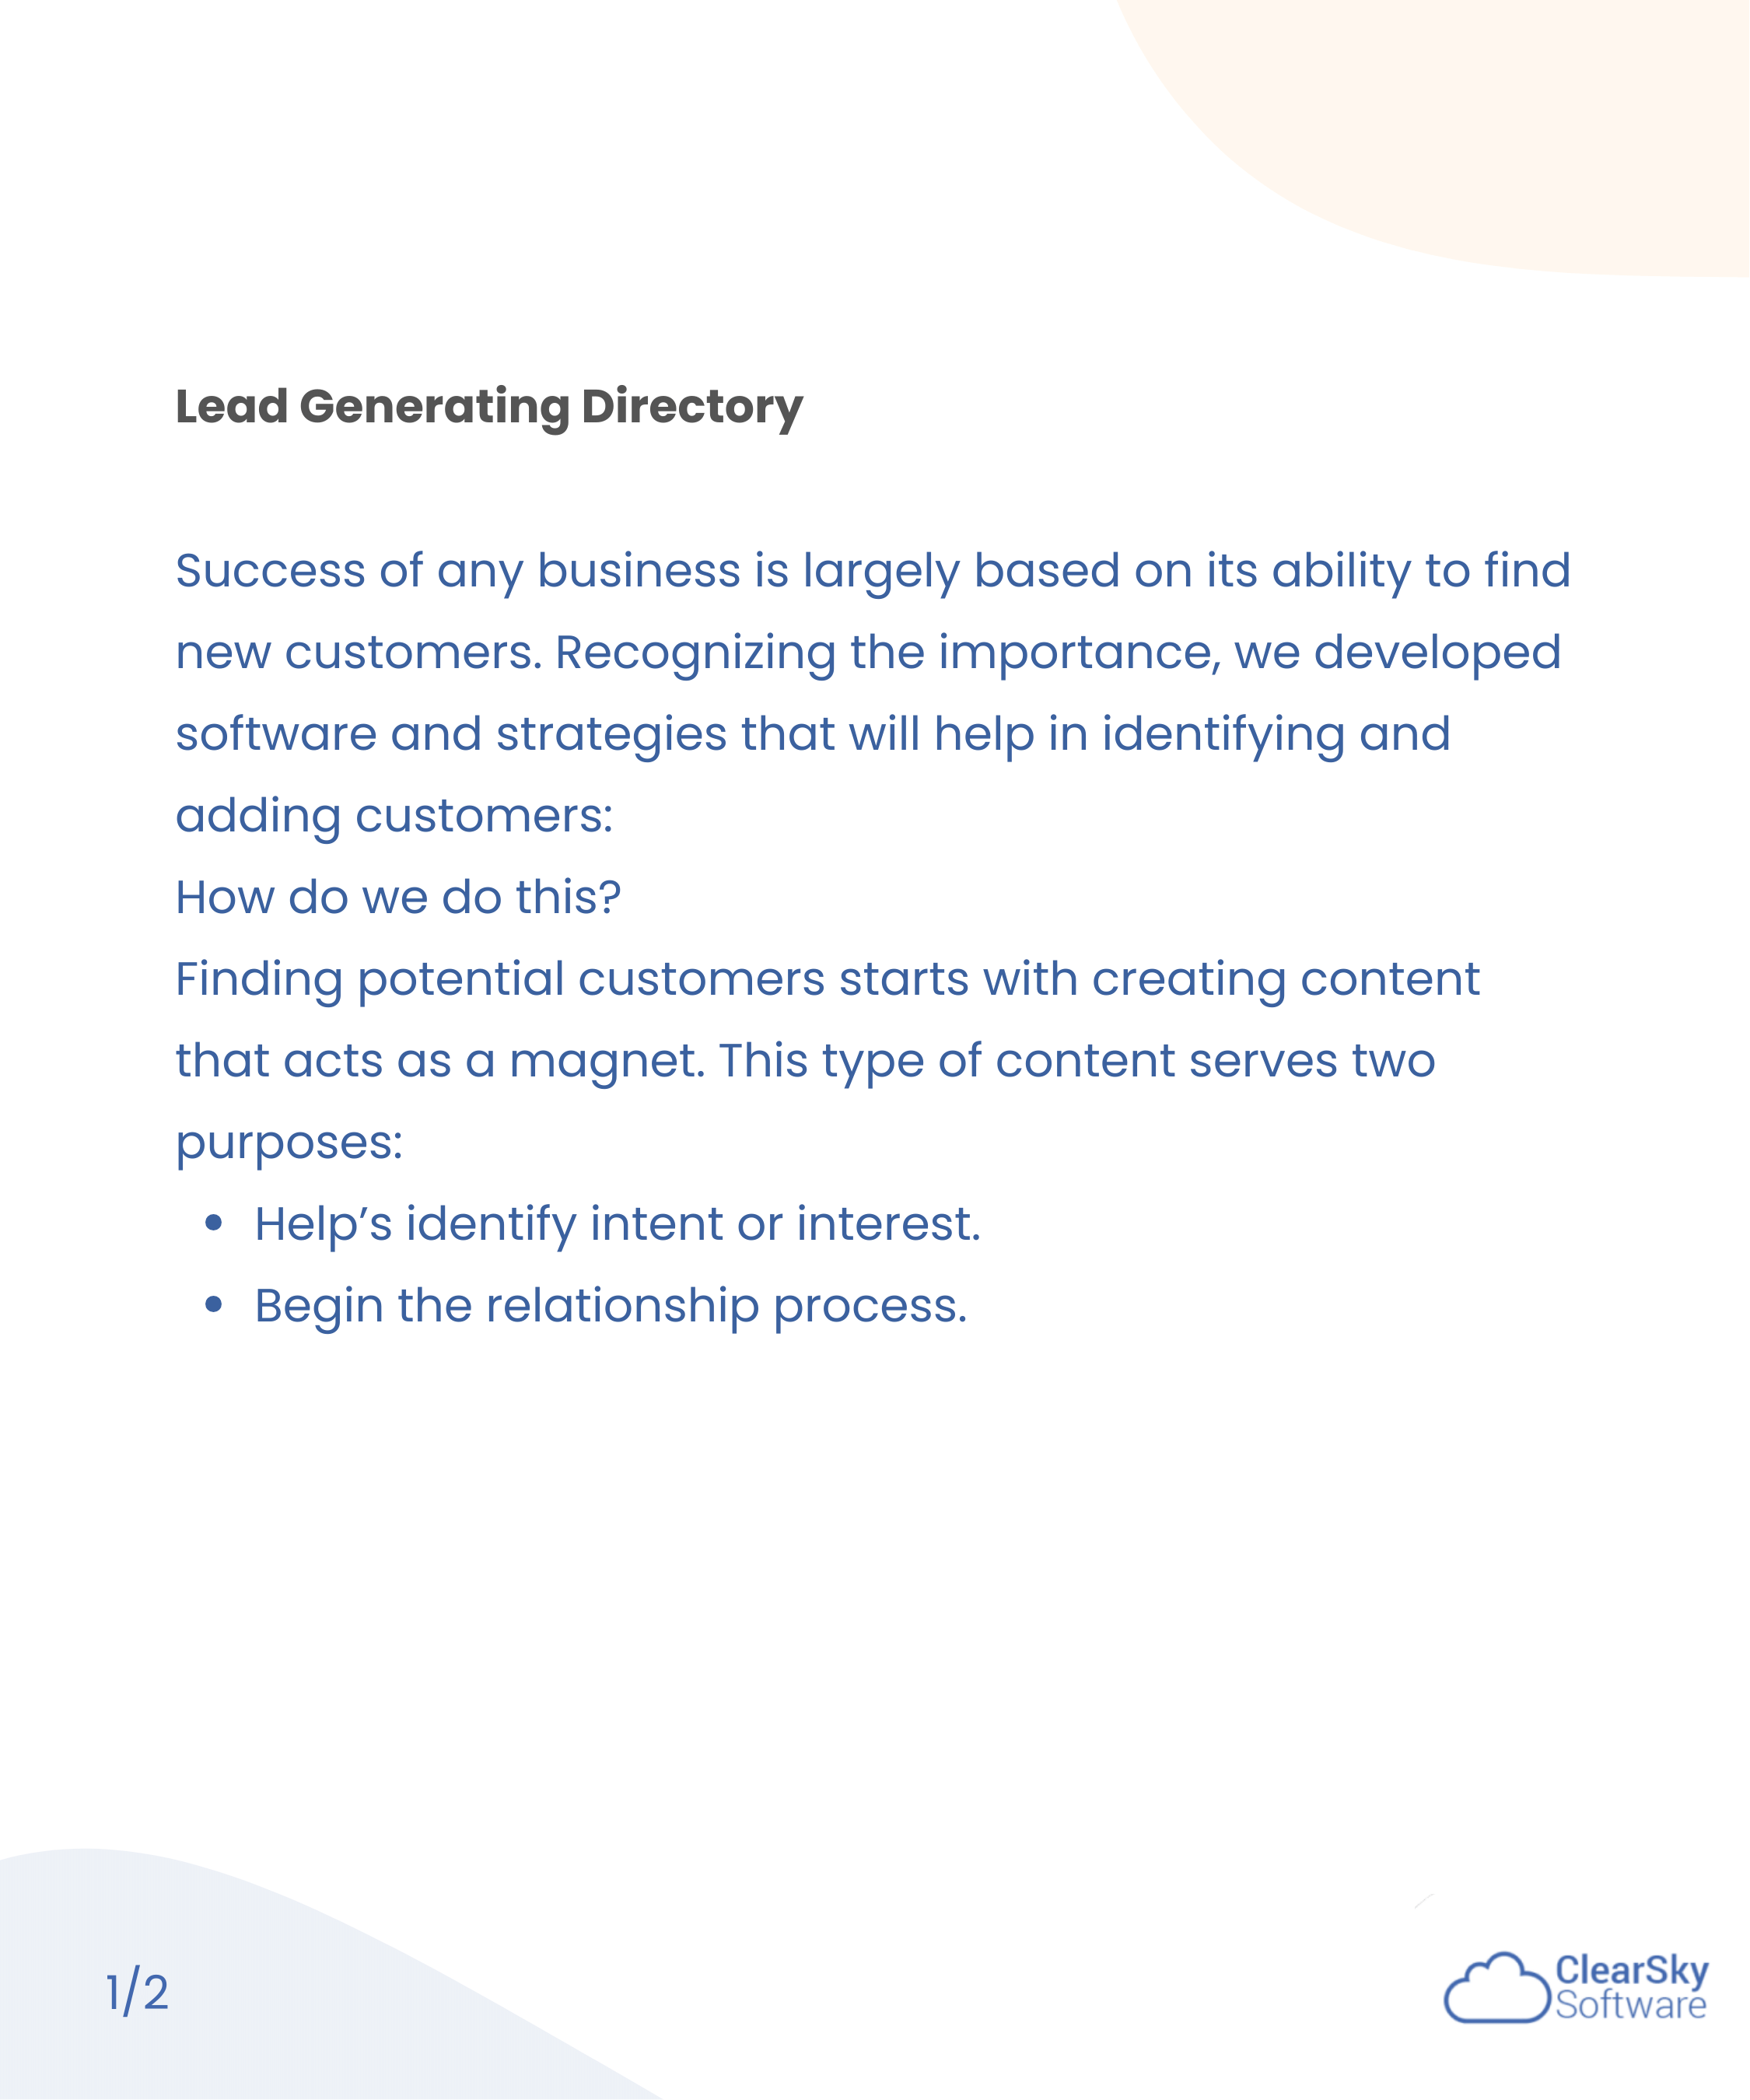 Lead Generating Directory
Success of any business is largely based on its ability to find
new customers. Recognizing the importance, we developed
software and strategies that will help in identifying and
adding customers:
How do we do this?
Finding potential customers starts with creating content
that acts as a magnet. This type of content serves two
purposes:
• Help’s identify intent or interest.
• Begin the relationship process.
1/2
ClearSky
Software